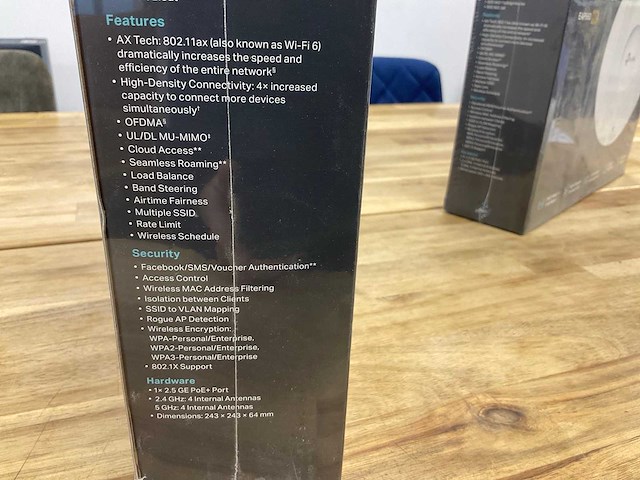 Features
• AX Tech: 802.11ax (also known as Wi-Fi 6)
dramatically increases the speed and
efficiency of the entire network§
• High-Density Connectivity: 4× increased
capacity to connect more devices
simultaneously†
• OFDMA§
• UL/DL MU-MIMO‡
• Cloud Access**
• Seamless Roaming**
• Load Balance
• Band Steering
• Airtime Fairness
• Multiple SSID
• Rate Limit
• Wireless Schedule
Security
• Facebook/SMS/Voucher Authentication**
• Access Control
• Wireless MAC Address Filtering
• Isolation between Clients
• SSID to VLAN Mapping
• Rogue AP Detection
• Wireless Encryption:
WPA-Personal/Enterprise,
WPA2-Personal/Enterprise,
WPA3-Personal/Enterprise
• 802.1X Support
Hardware
• 1× 2.5 GE PoE+ Port
• 2.4 GHz: 4 Internal Antennas
5 GHz: 4 Internal Antennas
• Dimensions: 243 × 243 × 64 mm